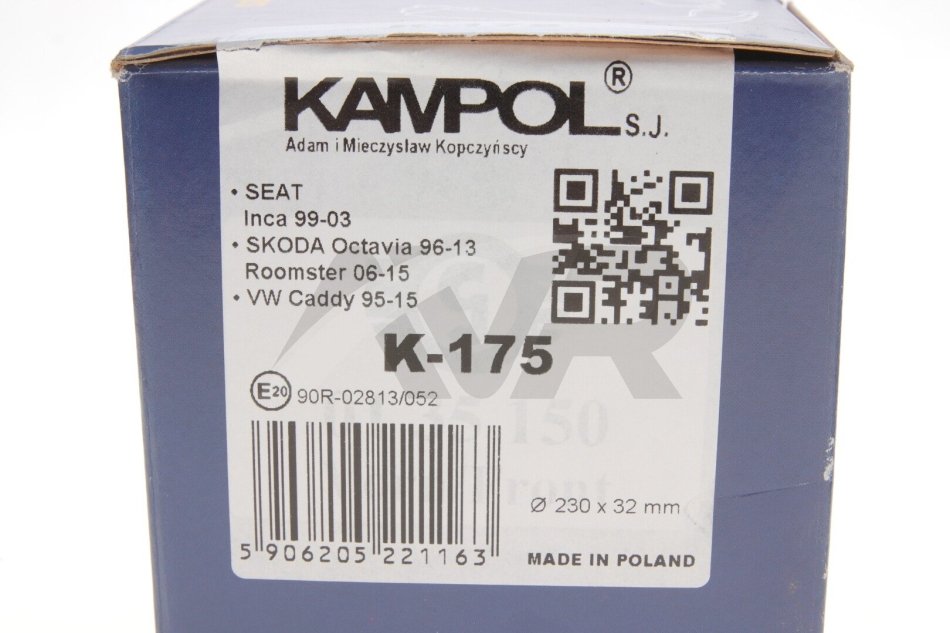 KAMPOL® S.J.
Adam i Mieczysław Kopczyńscy
• SEAT
Inca 99-03
• SKODA Octavia 96-13
Roomster 06-15
• VW Caddy 95-15
K-175
E20 90R-02813/052
150
Ø 230 x 32 mm
5 906205 221163
MADE IN POLAND